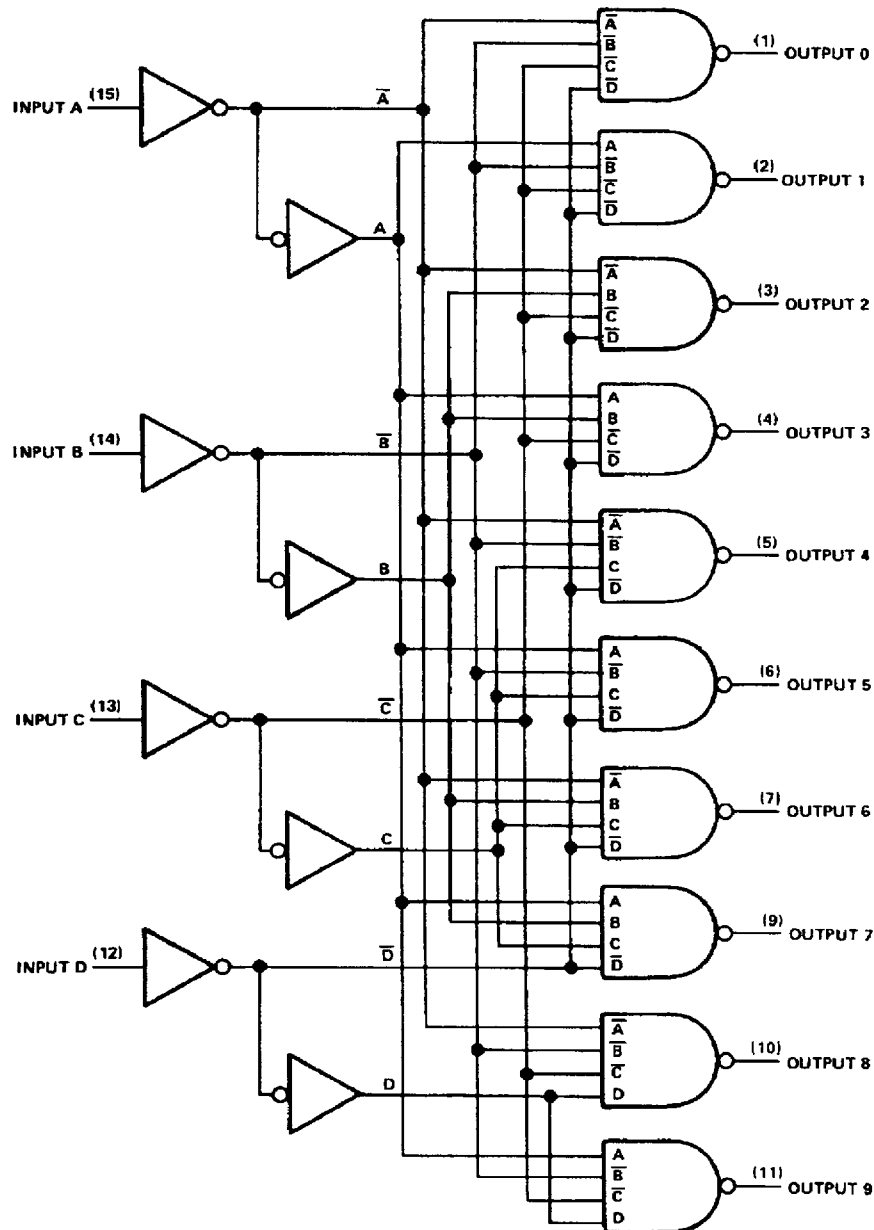 A̅
B̅
C̅
D̅
(1) OUTPUT 0
INPUT A (15)
A̅
A
B̅
C̅
D̅
(2) OUTPUT 1
A
A̅
B
C̅
D̅
(3) OUTPUT 2
A
B
C̅
D̅
(4) OUTPUT 3
INPUT B (14)
B̅
A̅
B̅
C
D̅
(5) OUTPUT 4
B
A
B̅
C
D̅
(6) OUTPUT 5
INPUT C (13)
C̅
A̅
B
C
D̅
(7) OUTPUT 6
C
A
B
C
D̅
(9) OUTPUT 7
INPUT D (12)
D̅
A̅
B̅
C̅
D
(10) OUTPUT 8
D
A
B̅
C̅
D
(11) OUTPUT 9